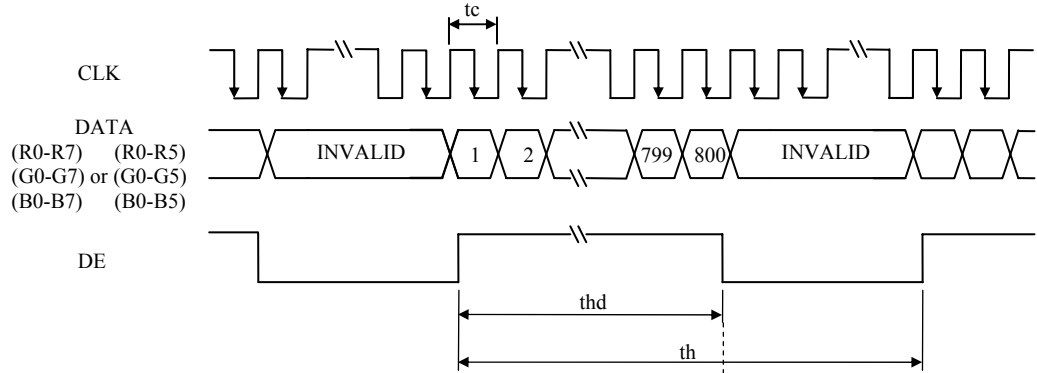 tc
CLK
DATA
(R0-R7) (R0-R5)
(G0-G7) or (G0-G5)
(B0-B7) (B0-B5)
INVALID 1 2 799 800 INVALID
DE
thd
th